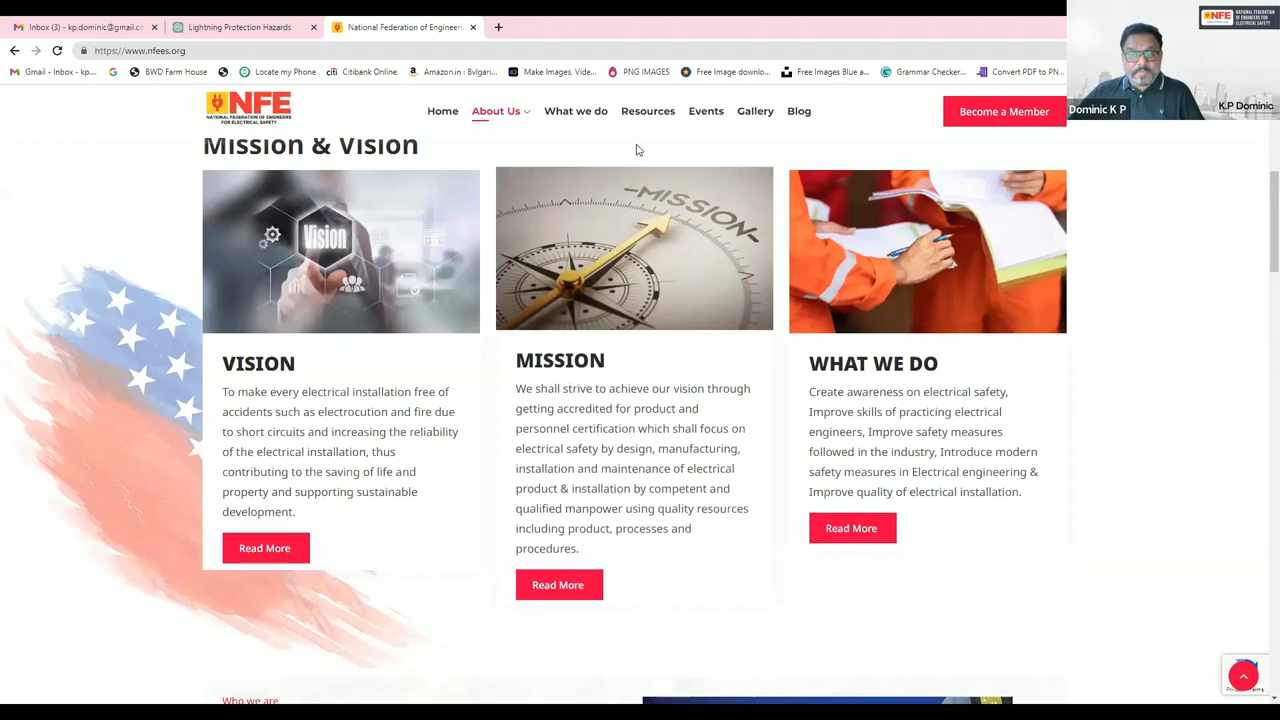 Inbox (3) - kp.dominic@gmail.co
Lightning Protection Hazards
National Federation of Engineers
https://www.nfees.org
Gmail - Inbox - kp....
BWD Farm House
Locate my Phone
Citibank Online
Amazon.in : Bvlgari...
Make Images, Vide...
PNG IMAGES
Free Image downlo...
Free Images Blue a...
Grammar Checker...
Convert PDF to PN...
NFE
NATIONAL FEDERATION OF ENGINEERS
FOR ELECTRICAL SAFETY
Home
About Us
What we do
Resources
Events
Gallery
Blog
Become a Member
NFE
NATIONAL FEDERATION
OF ENGINEERS FOR
ELECTRICAL SAFETY
Dominic K P
K.P Dominic
Mission & Vision
Vision
MISSION
VISION
To make every electrical installation free of
accidents such as electrocution and fire due
to short circuits and increasing the reliability
of the electrical installation, thus
contributing to the saving of life and
property and supporting sustainable
development.
Read More
MISSION
We shall strive to achieve our vision through
getting accredited for product and
personnel certification which shall focus on
electrical safety by design, manufacturing,
installation and maintenance of electrical
product & installation by competent and
qualified manpower using quality resources
including product, processes and
procedures.
Read More
WHAT WE DO
Create awareness on electrical safety,
Improve skills of practicing electrical
engineers, Improve safety measures
followed in the industry, Introduce modern
safety measures in Electrical engineering &
Improve quality of electrical installation.
Read More
Who we are